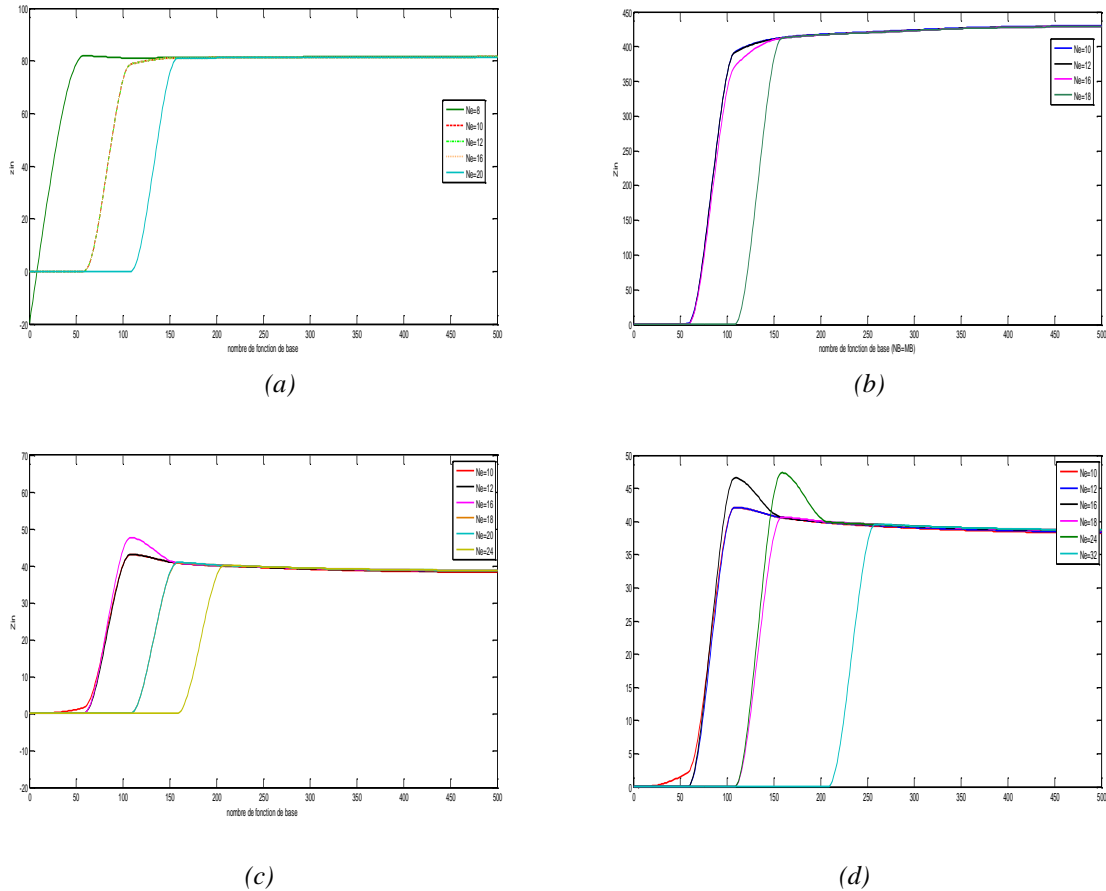 100
80
60
40
20
0
-20
zin
0 50 100 150 200 250 300 350 400 450 500
nombre de fonction de base
Ne=8
Ne=10
Ne=12
Ne=16
Ne=20
(a)
450
400
350
300
250
200
150
100
50
0
Zin
0 50 100 150 200 250 300 350 400 450 500
nombre de fonction de base (NB=MB)
Ne=10
Ne=12
Ne=16
Ne=18
(b)
70
60
50
40
30
20
10
0
-10
-20
Zin
0 50 100 150 200 250 300 350 400 450 500
nombre de fonction de base
Ne=10
Ne=12
Ne=16
Ne=18
Ne=20
Ne=24
(c)
50
45
40
35
30
25
20
15
10
5
0
0 50 100 150 200 250 300 350 400 450 500
Ne=10
Ne=12
Ne=16
Ne=18
Ne=24
Ne=32
(d)